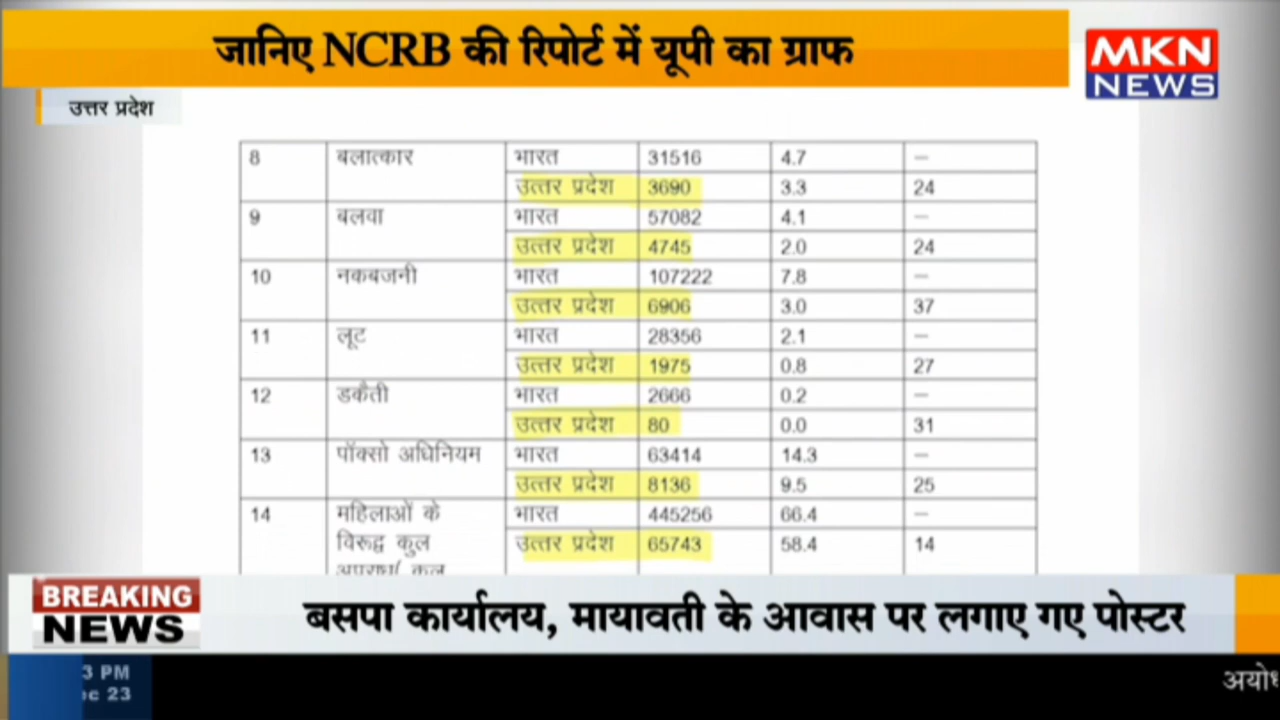 जानिए NCRB की रिपोर्ट में यूपी का ग्राफ
MKN
NEWS
उत्तर प्रदेश
8 बलात्कार भारत 31516 4.7 –
उत्तर प्रदेश 3690 3.3 24
9 बलवा भारत 57082 4.1 –
उत्तर प्रदेश 4745 2.0 24
10 नकबजनी भारत 107222 7.8 –
उत्तर प्रदेश 6906 3.0 37
11 लूट भारत 28356 2.1 –
उत्तर प्रदेश 1975 0.8 27
12 डकैती भारत 2666 0.2 –
उत्तर प्रदेश 80 0.0 31
13 पॉक्सो अधिनियम भारत 63414 14.3 –
उत्तर प्रदेश 8136 9.5 25
14 महिलाओं के भारत 445256 66.4 –
विरूद्व कुल उत्तर प्रदेश 65743 58.4 14
अपराध( कुल
BREAKING
NEWS
बसपा कार्यालय, मायावती के आवास पर लगाए गए पोस्टर
3 PM
ec 23